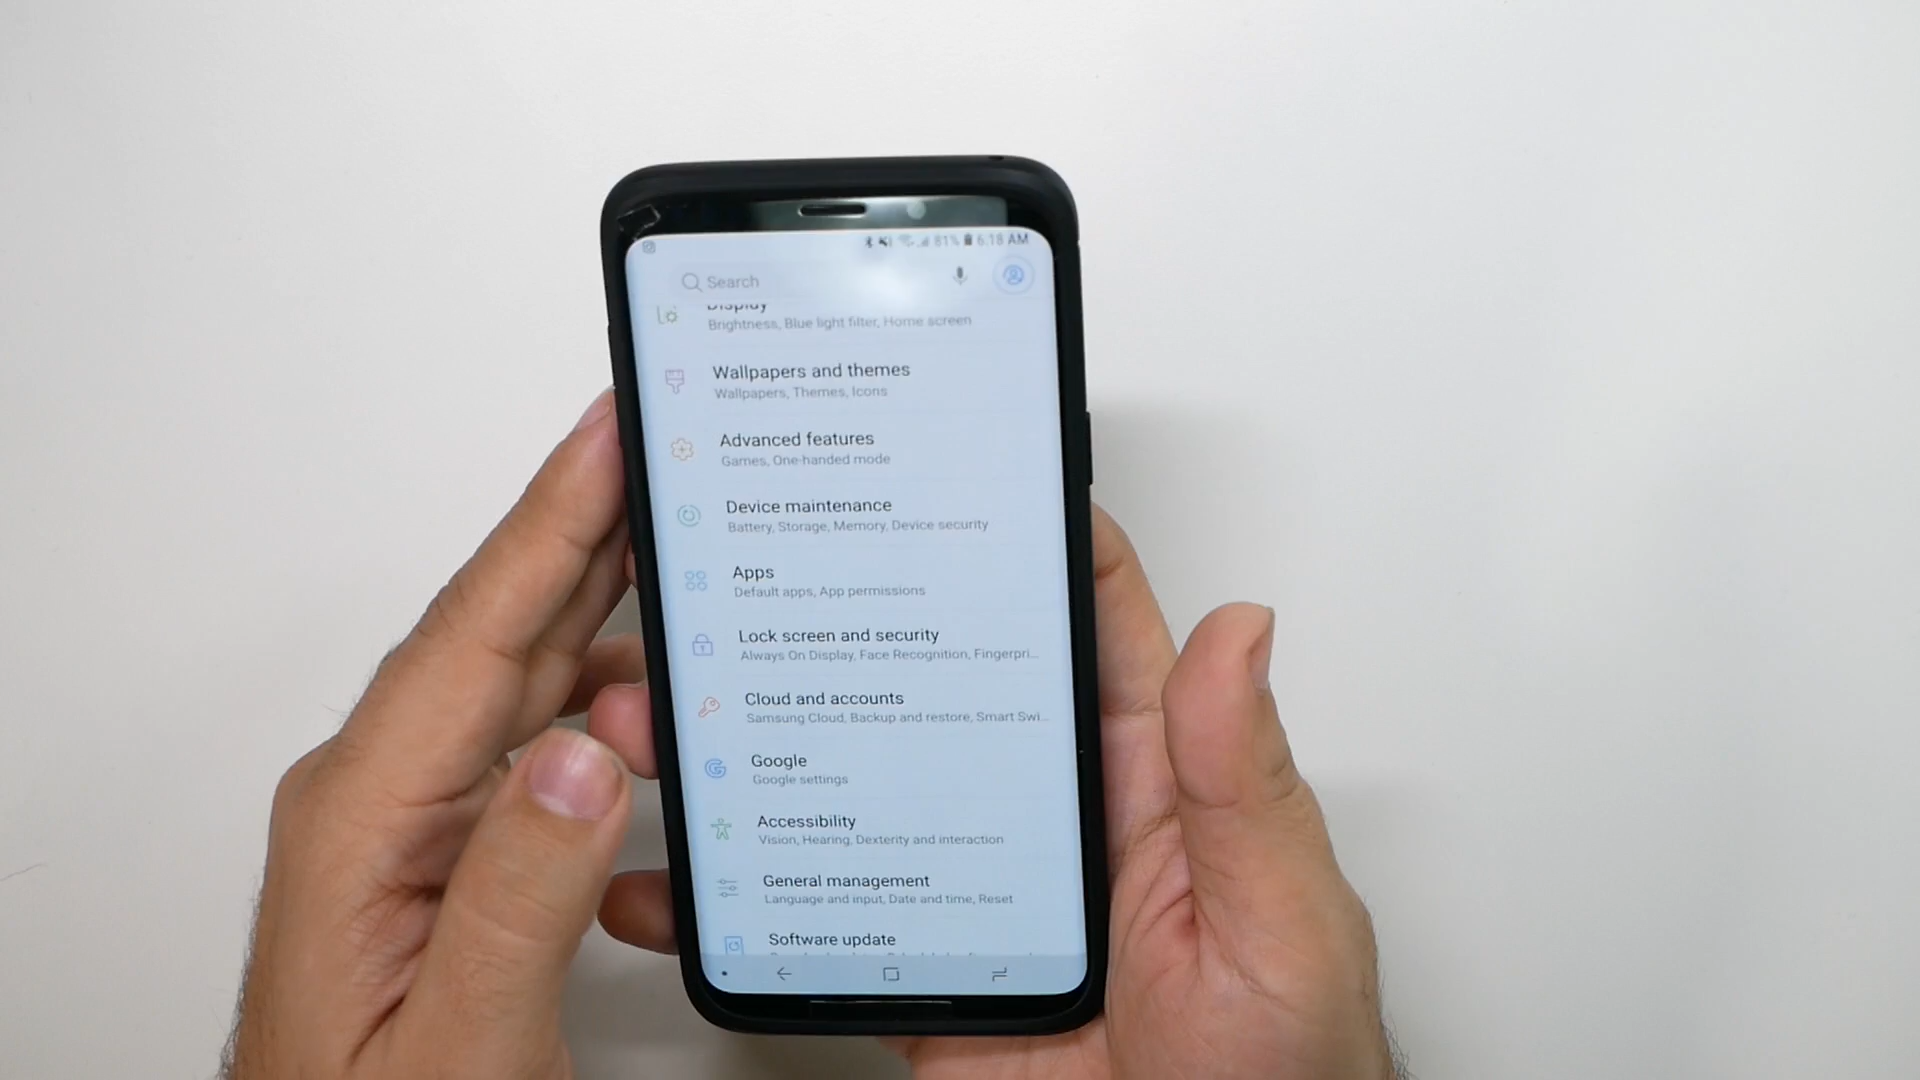 81% 6:18 AM
Search
Display
Brightness, Blue light filter, Home screen
Wallpapers and themes
Wallpapers, Themes, Icons
Advanced features
Games, One-handed mode
Device maintenance
Battery, Storage, Memory, Device security
Apps
Default apps, App permissions
Lock screen and security
Always On Display, Face Recognition, Fingerpri...
Cloud and accounts
Samsung Cloud, Backup and restore, Smart Swi...
Google
Google settings
Accessibility
Vision, Hearing, Dexterity and interaction
General management
Language and input, Date and time, Reset
Software update